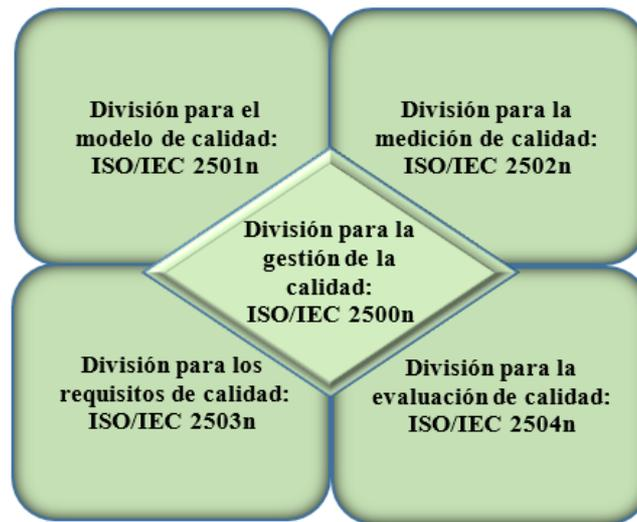 División para el
modelo de calidad:
ISO/IEC 2501n
División para la
medición de calidad:
ISO/IEC 2502n
División para la
gestión de la
calidad:
ISO/IEC 2500n
División para los
requisitos de calidad:
ISO/IEC 2503n
División para la
evaluación de calidad:
ISO/IEC 2504n